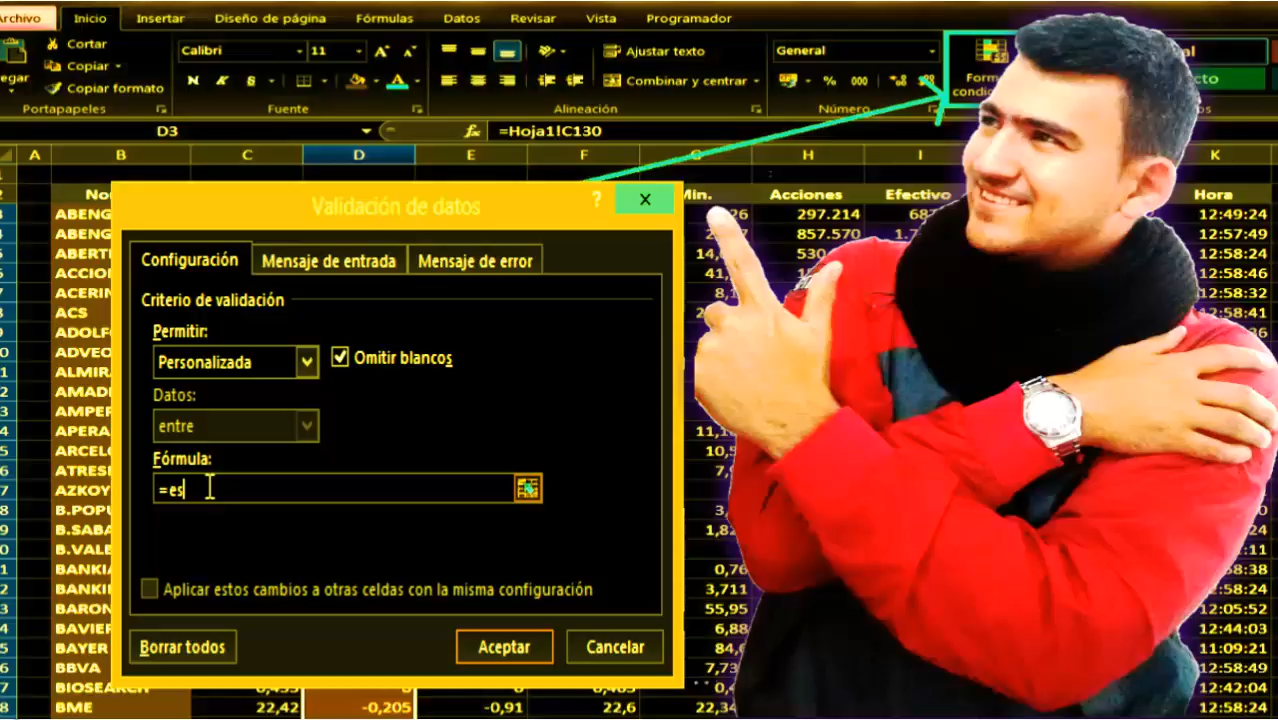 Archivo Inicio Insertar Diseño de página Fórmulas Datos Revisar Vista Programador
Cortar
Copiar
Copiar formato
Portapapeles
Calibri 11
N K S
Fuente
Ajustar texto
Combinar y centrar
Alineación
General
% 000
Número
D3 fx =Hoja1!C130
A B C D E F G H I K
Min. Acciones Efectivo Hora
Validación de datos ? X
Configuración Mensaje de entrada Mensaje de error
Criterio de validación
Permitir:
Personalizada Omitir blancos
Datos:
entre
Fórmula:
=es
Aplicar estos cambios a otras celdas con la misma configuración
Borrar todos Aceptar Cancelar
ABENG 297.214 12:49:24
ABENG 857.570 12:57:49
ABERT 12:58:24
ACCIO 12:58:46
ACERIN 12:58:32
ACS 12:58:41
ADOLF
ADVEO
ALMIRA
AMADI
AMPER
APERA
ARCELO
ATRESI
AZKOY
B.POPU
B.SABA
B.VALE
BANKIA
BANKIN 3,711 12:58:24
BARON 55,95 12:05:52
BAVIER 6,88 12:44:03
BAYER 11:09:21
BBVA 12:58:49
BIOSEARCH 12:42:04
BME 22,42 -0,205 -0,91 22,6 22,34 12:58:24